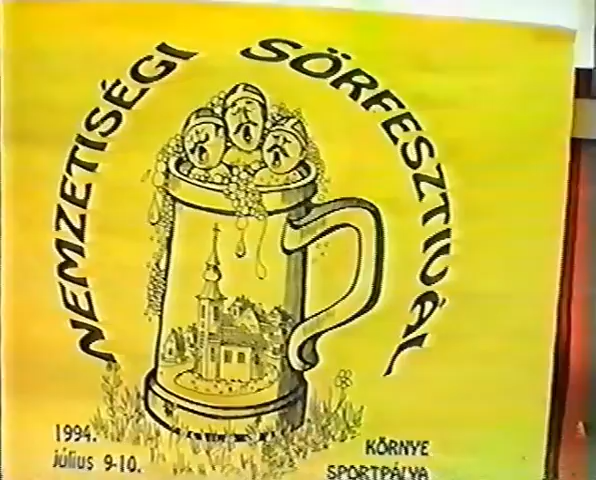 NEMZETISÉGI SÖRFESZTIVÁL
1994.
július 9-10.
KÖRNYE
SPORTPÁLYA